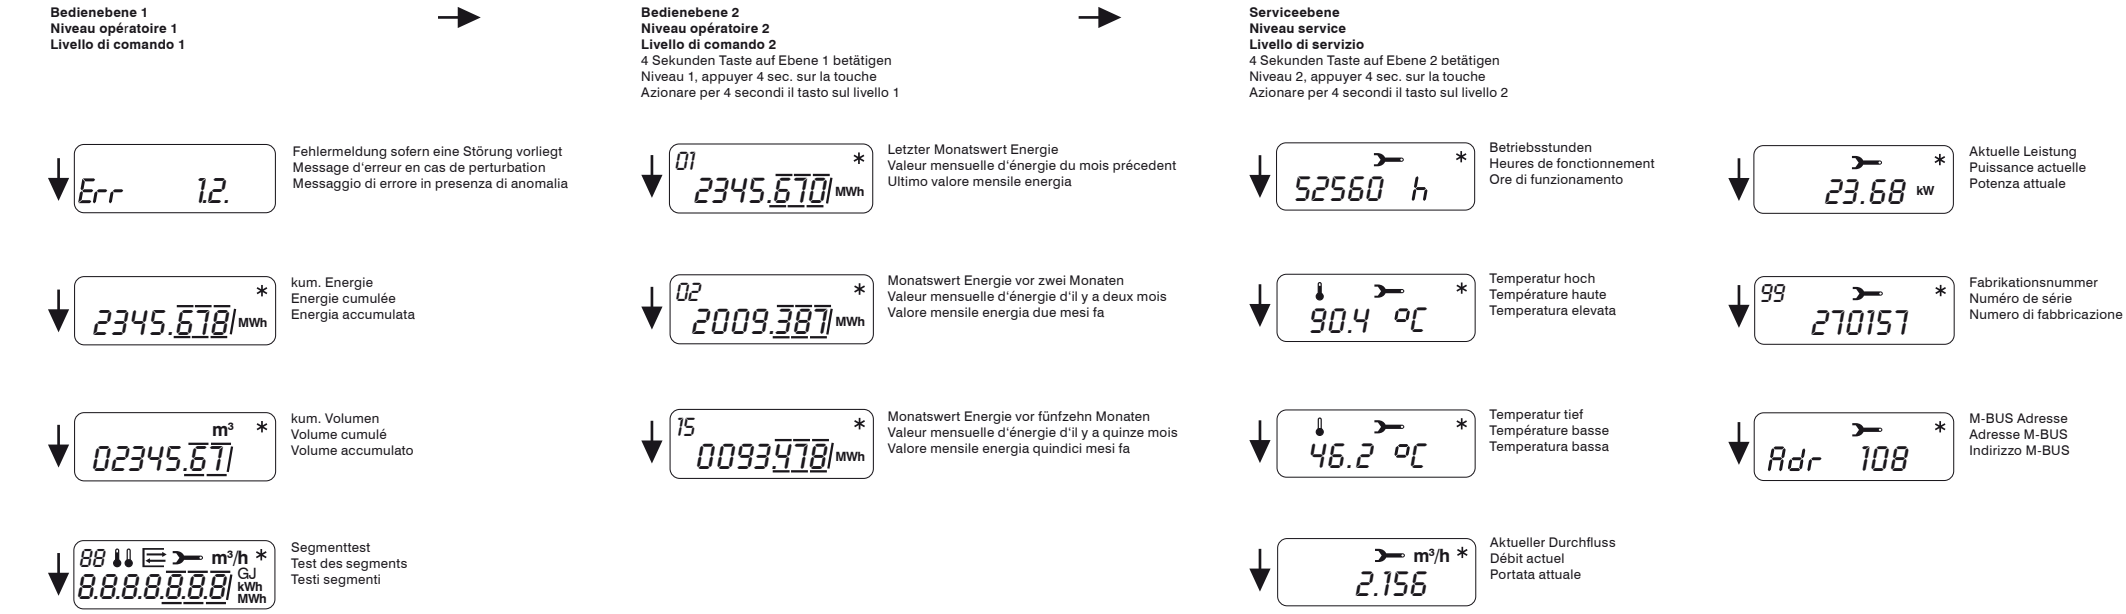 Bedienebene 1
Niveau opératoire 1
Livello di comando 1
Err 1.2.
Fehlermeldung sofern eine Störung vorliegt
Message d'erreur en cas de perturbation
Messaggio di errore in presenza di anomalia
*
2345.678 MWh
kum. Energie
Energie cumulée
Energia accumulata
m³ *
02345.67
kum. Volumen
Volume cumulé
Volume accumulato
88 m³/h *
8.8.8.8.8.8.8 GJ
kWh
MWh
Segmenttest
Test des segments
Testi segmenti
Bedienebene 2
Niveau opératoire 2
Livello di comando 2
4 Sekunden Taste auf Ebene 1 betätigen
Niveau 1, appuyer 4 sec. sur la touche
Azionare per 4 secondi il tasto sul livello 1
01 *
2345.670 MWh
Letzter Monatswert Energie
Valeur mensuelle d'énergie du mois précedent
Ultimo valore mensile energia
02 *
2009.387 MWh
Monatswert Energie vor zwei Monaten
Valeur mensuelle d'énergie d'il y a deux mois
Valore mensile energia due mesi fa
15 *
0093.478 MWh
Monatswert Energie vor fünfzehn Monaten
Valeur mensuelle d'énergie d'il y a quinze mois
Valore mensile energia quindici mesi fa
Serviceebene
Niveau service
Livello di servizio
4 Sekunden Taste auf Ebene 2 betätigen
Niveau 2, appuyer 4 sec. sur la touche
Azionare per 4 secondi il tasto sul livello 2
*
52560 h
Betriebsstunden
Heures de fonctionnement
Ore di funzionamento
*
90.4 °C
Temperatur hoch
Température haute
Temperatura elevata
*
46.2 °C
Temperatur tief
Température basse
Temperatura bassa
m³/h *
2.156
Aktueller Durchfluss
Débit actuel
Portata attuale
*
23.68 kW
Aktuelle Leistung
Puissance actuelle
Potenza attuale
99 *
270157
Fabrikationsnummer
Numéro de série
Numero di fabbricazione
*
Adr 108
M-BUS Adresse
Adresse M-BUS
Indirizzo M-BUS